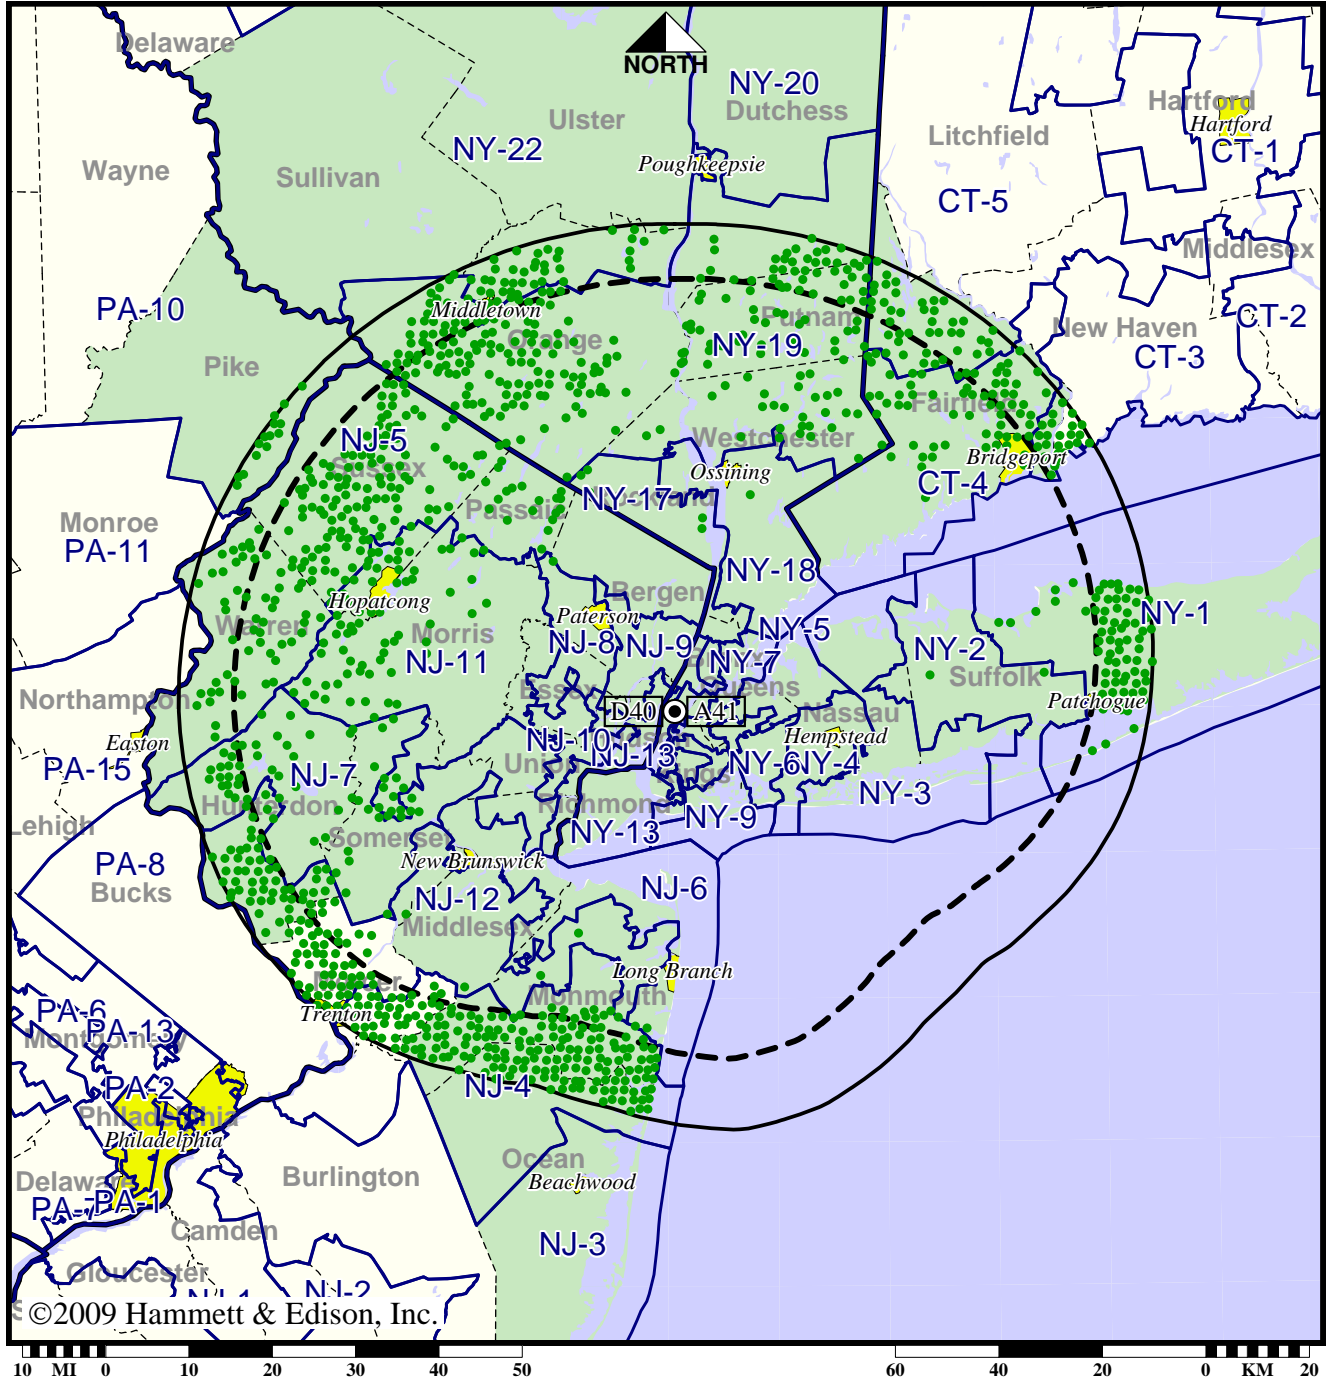 Delaware
NORTH
NY-20
Dutchess
Hartford
Hartford
CT-1
Ulster
Litchfield
NY-22
Poughkeepsie
Wayne
Sullivan
CT-5
Middlesex
PA-10
Middletown
Putnam
New Haven
CT-2
Orange
NY-19
CT-3
Pike
Fairfield
NJ-5
Westchester
Sussex
Ossining
Bridgeport
CT-4
NY-17
Passaic
Monroe
PA-11
NY-18
Bergen
Hopatcong
Paterson
NY-1
Warren
Morris
NJ-8
NJ-9
NY-5
NY-2
NJ-11
NY-7
Suffolk
Northampton
Essex
Queens
Patchogue
D40
A41
Nassau
Easton
NJ-10
Hempstead
PA-15
NJ-7
Union
NJ-13
NY-6
NY-4
Hunterdon
Richmond
NY-3
Lehigh
Somerset
NY-13
NY-9
PA-8
New Brunswick
Bucks
NJ-12
NJ-6
Middlesex
Long Branch
Mercer
Monmouth
PA-6
Trenton
PA-13
Montgomery
PA-2
NJ-4
Philadelphia
Philadelphia
Ocean
Delaware
Burlington
Beachwood
PA-7
PA-1
Camden
NJ-3
Gloucester
NJ-1
NJ-2
©2009 Hammett & Edison, Inc.
10 MI 0 10 20 30 40 50
60 40 20 0 KM 20